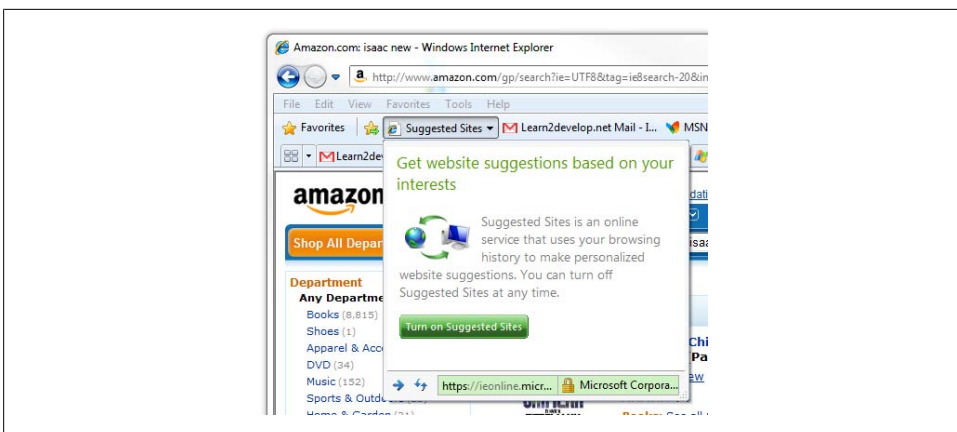 Amazon.com: isaac new - Windows Internet Explorer
http://www.amazon.com/gp/search?ie=UTF8&tag=ie8search-20&in
File Edit View Favorites Tools Help
Favorites Suggested Sites Learn2develop.net Mail - I... MSN
Learn2de
Get website suggestions based on your
interests
amazon
Suggested Sites is an online
service that uses your browsing
history to make personalized
website suggestions. You can turn off
Suggested Sites at any time.
Shop All Depar
isaa
Turn on Suggested Sites
Department
Any Departme
Books (8,815)
Shoes (1)
Apparel & Acce
DVD (34)
Music (152)
Sports & Outdo
Home & Garden
Chi
Pa
ew
https://ieonline.micr... Microsoft Corpora...